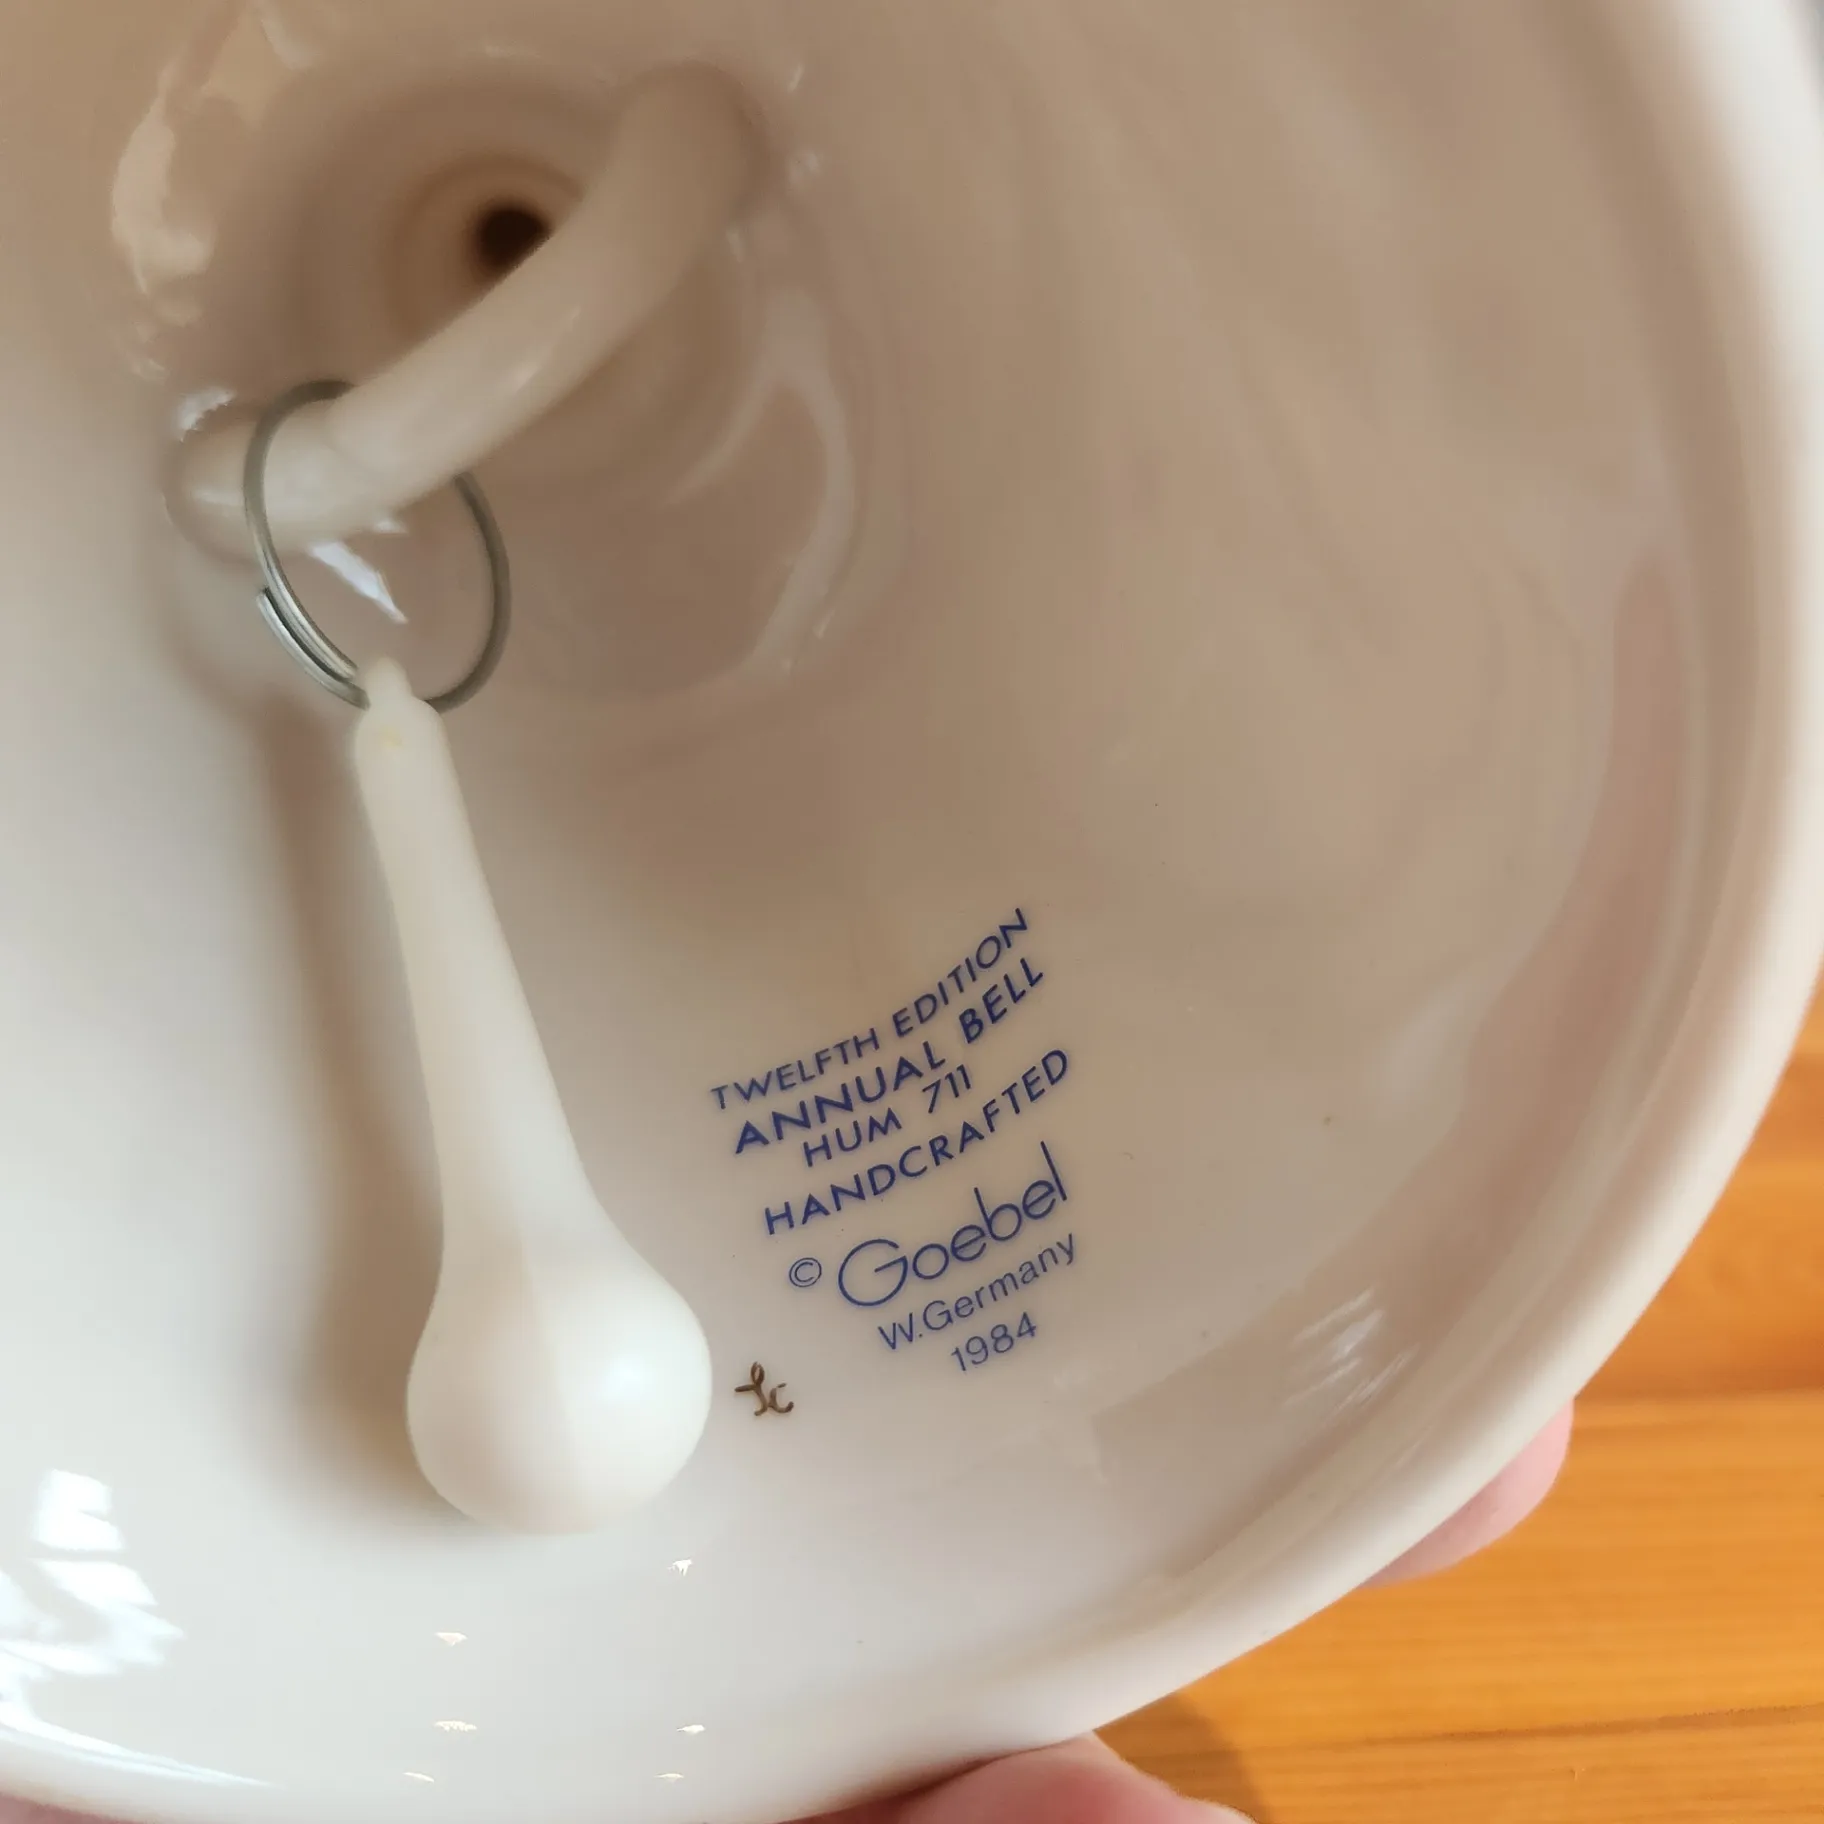 TWELFTH EDITION
ANNUAL BELL
HUM 711
HANDCRAFTED
© Goebel
W.Germany
1984